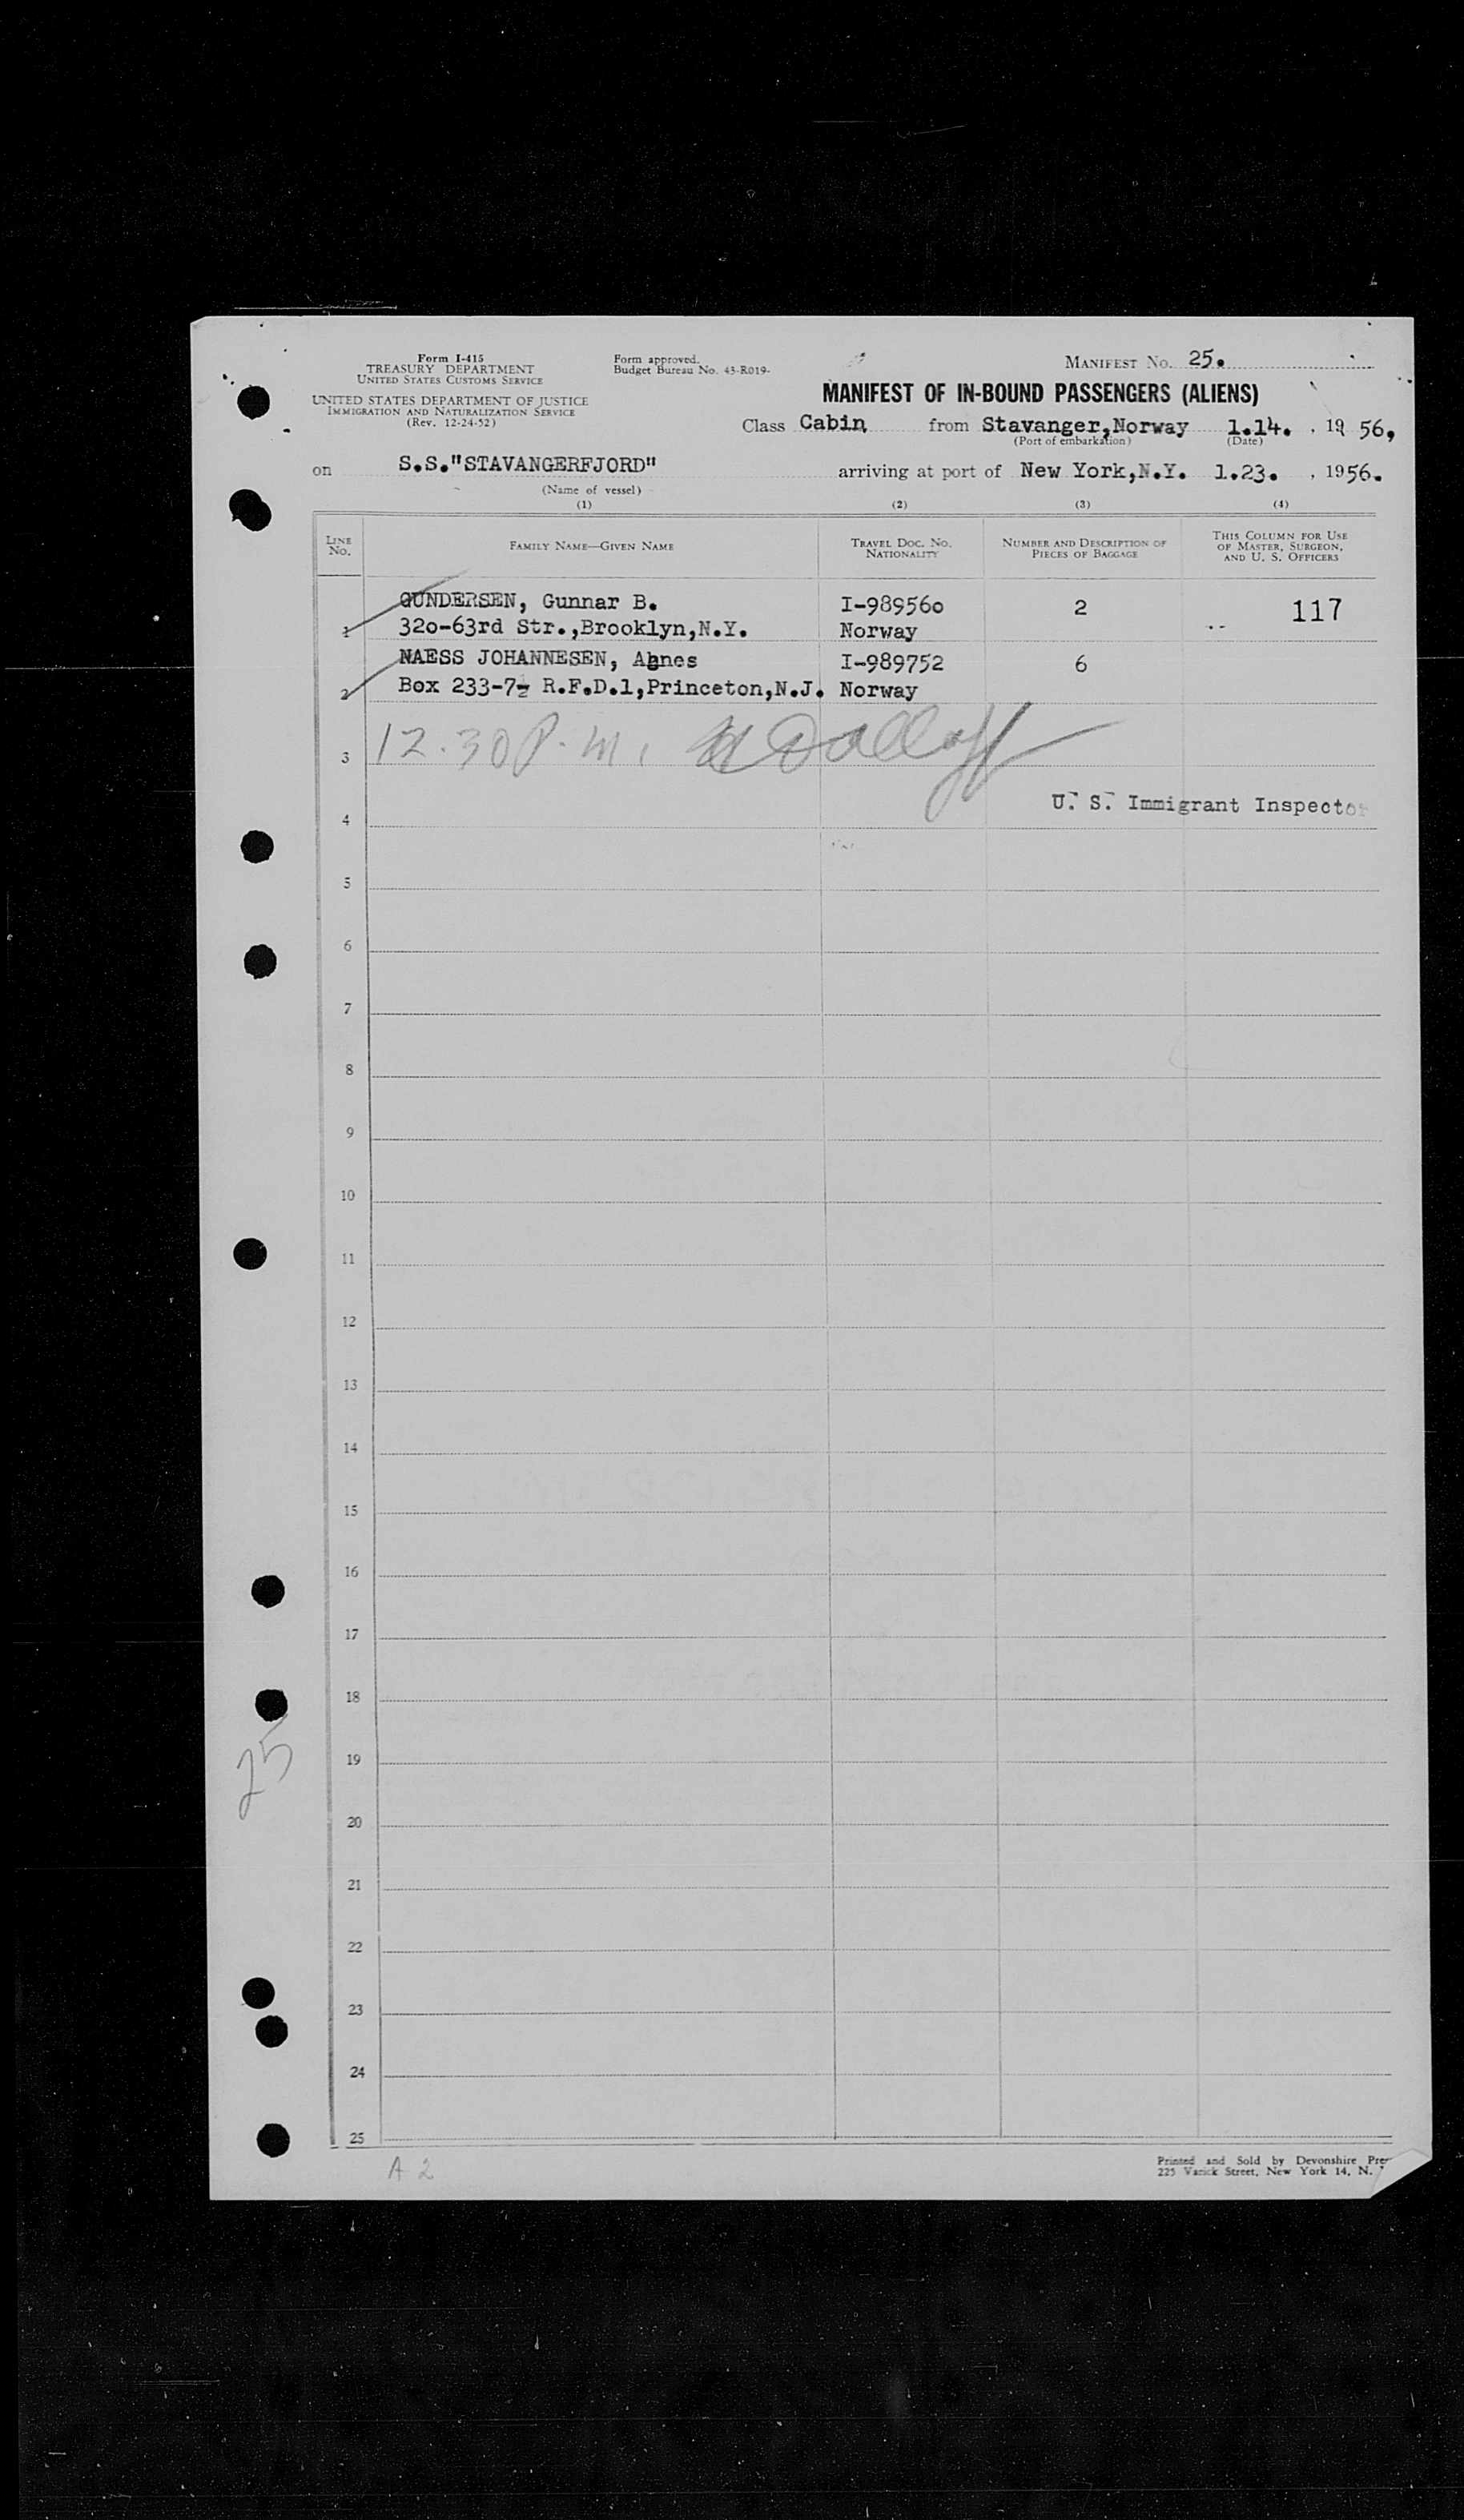 Form I-415
TREASURY DEPARTMENT
UNITED STATES CUSTOMS SERVICE
UNITED STATES DEPARTMENT OF JUSTICE
IMMIGRATION AND NATURALIZATION SERVICE
(Rev. 12-24-52)
Form approved.
Budget Bureau No. 43-R019-
MANIFEST No. 25.
MANIFEST OF IN-BOUND PASSENGERS (ALIENS)
Class Cabin from Stavanger,Norway 1.14. , 19 56,
(Port of embarkation) (Date)
on S.S."STAVANGERFJORD" arriving at port of New York,N.Y. 1.23. , 1956.
(Name of vessel)
(1) (2) (3) (4)
LINE No. FAMILY NAME—GIVEN NAME TRAVEL DOC. No. NATIONALITY NUMBER AND DESCRIPTION OF PIECES OF BAGGAGE THIS COLUMN FOR USE OF MASTER, SURGEON, AND U. S. OFFICERS
GUNDERSEN, Gunnar B. I-989560 2 117
1 320-63rd Str.,Brooklyn,N.Y. Norway
NAESS JOHANNESEN, Agnes I-989752 6
2 Box 233-7½ R.F.D.1,Princeton,N.J. Norway
3 12.30 P.m.
U. S. Immigrant Inspector
4
5
6
7
8
9
10
11
12
13
14
15
16
17
18
25
19
20
21
22
23
24
25
A 2
Printed and Sold by Devonshire
225 Varick Street, New York 14, N.